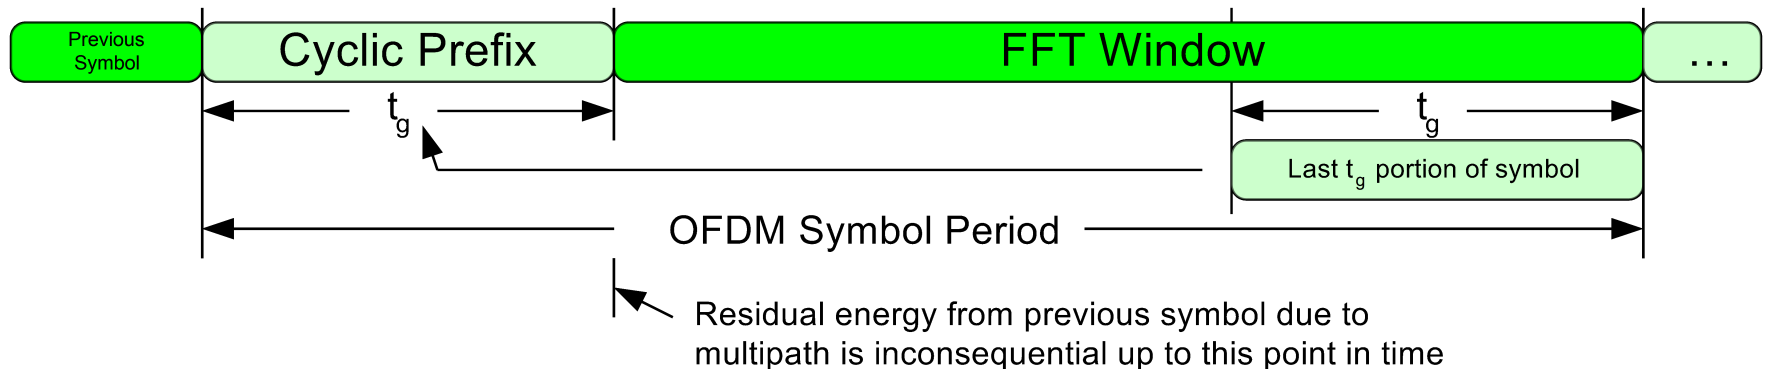 Previous
Symbol
Cyclic Prefix
FFT Window
...
tg
tg
Last tg portion of symbol
OFDM Symbol Period
Residual energy from previous symbol due to
multipath is inconsequential up to this point in time